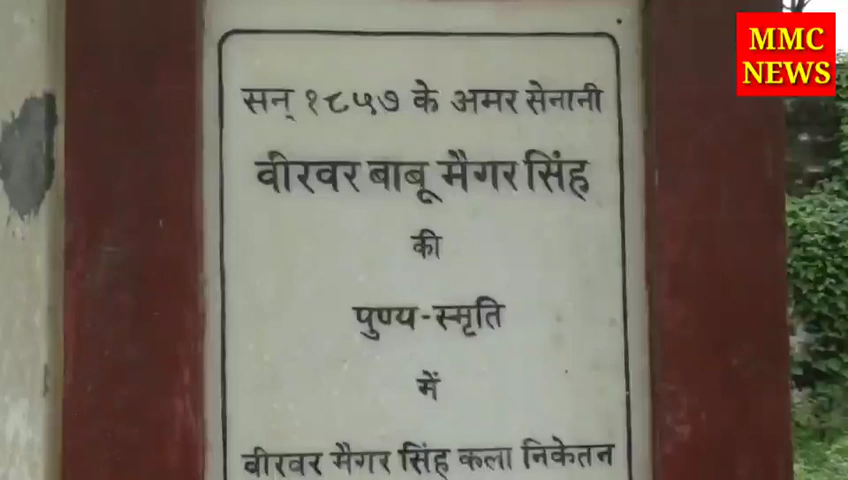 सन् १८५७ के अमर सेनानी
वीरवर बाबू मैगर सिंह
की
पुण्य-स्मृति
में
वीरवर मैगर सिंह कला निकेतन
MMC
NEWS